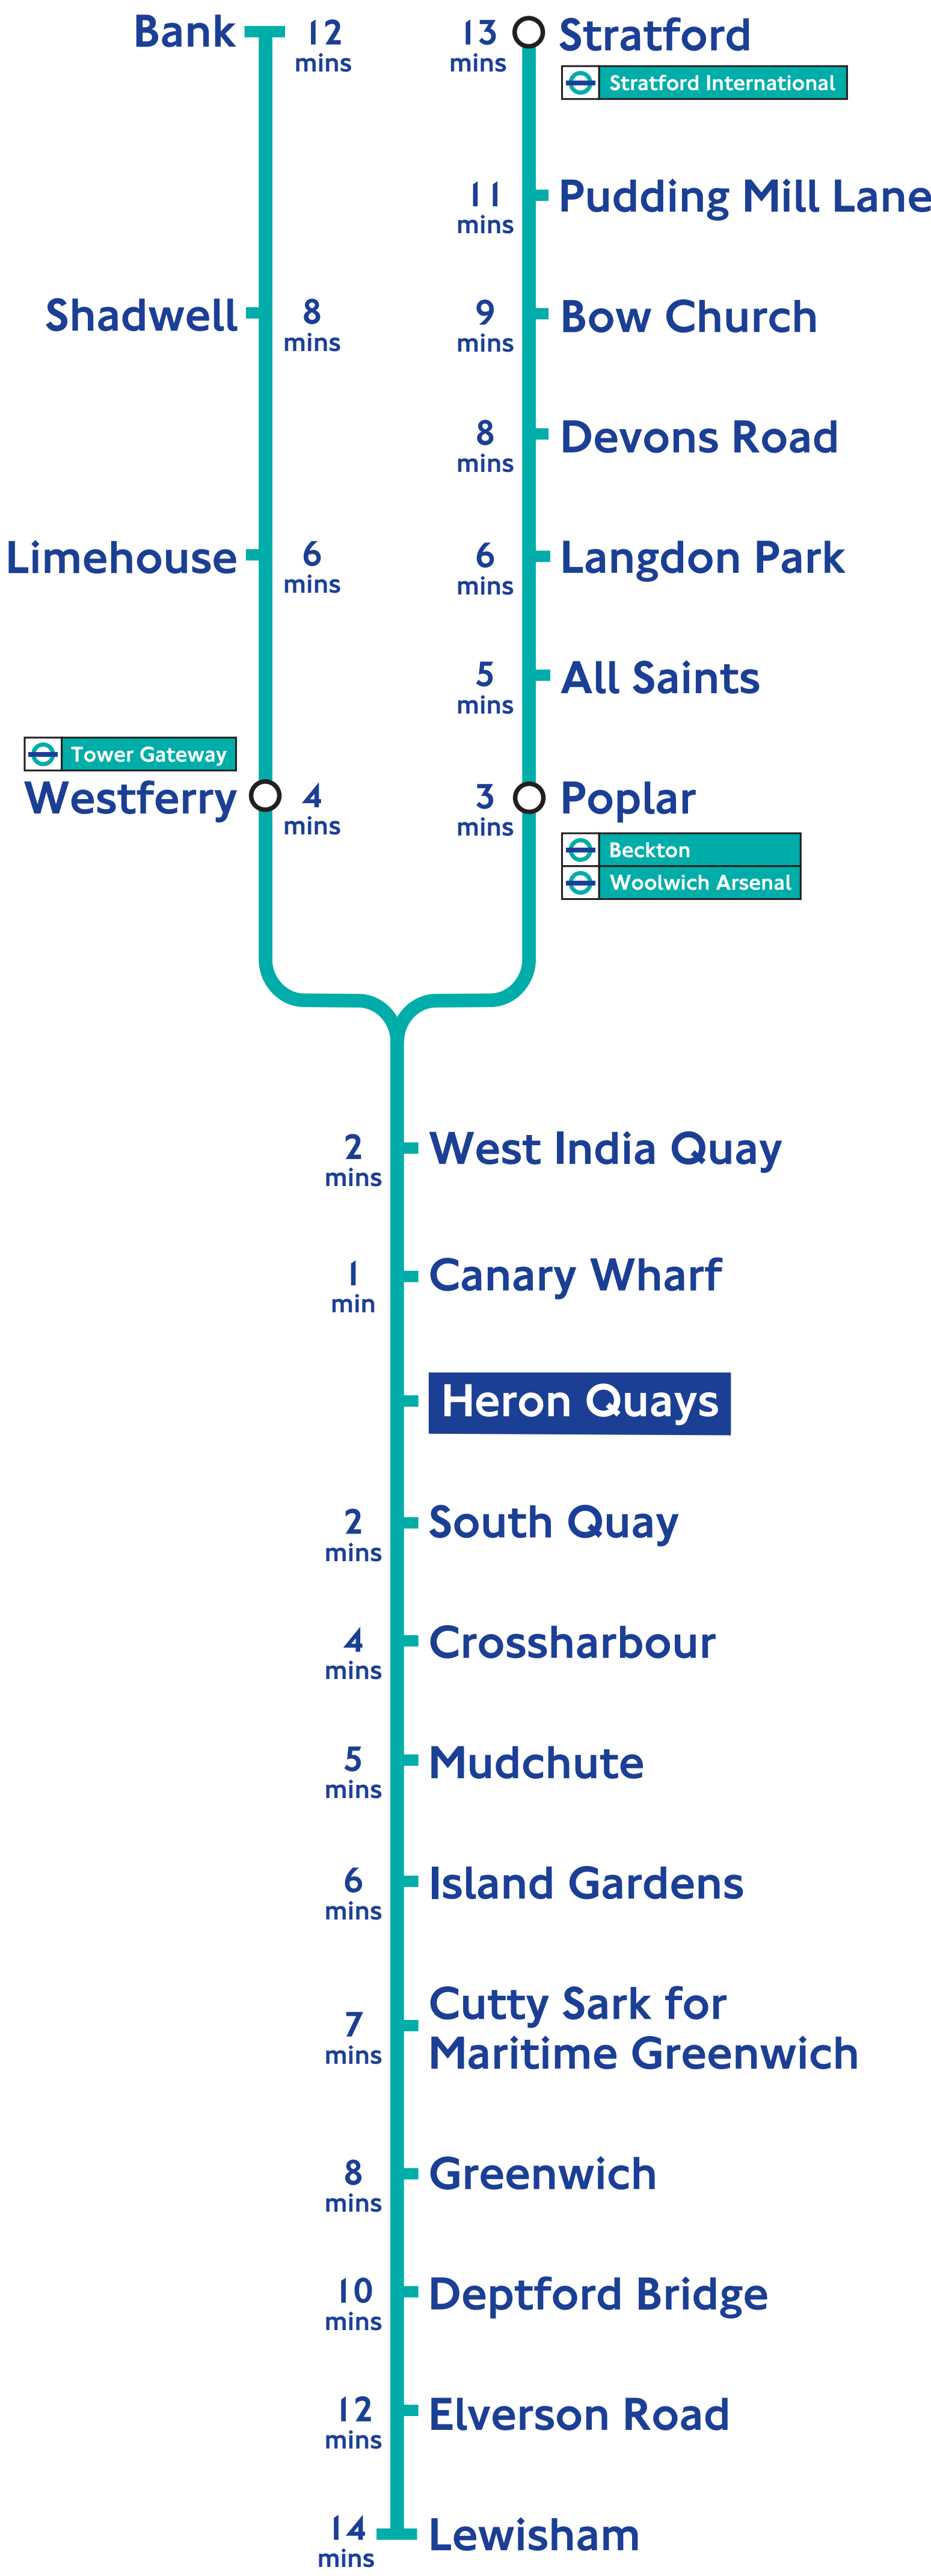 Bank
12
mins
Shadwell
8
mins
Limehouse
6
mins
Tower Gateway
Westferry
4
mins
13
mins
Stratford
Stratford International
11
mins
Pudding Mill Lane
9
mins
Bow Church
8
mins
Devons Road
6
mins
Langdon Park
5
mins
All Saints
3
mins
Poplar
Beckton
Woolwich Arsenal
2
mins
West India Quay
1
min
Canary Wharf
Heron Quays
2
mins
South Quay
4
mins
Crossharbour
5
mins
Mudchute
6
mins
Island Gardens
7
mins
Cutty Sark for
Maritime Greenwich
8
mins
Greenwich
10
mins
Deptford Bridge
12
mins
Elverson Road
14
mins
Lewisham